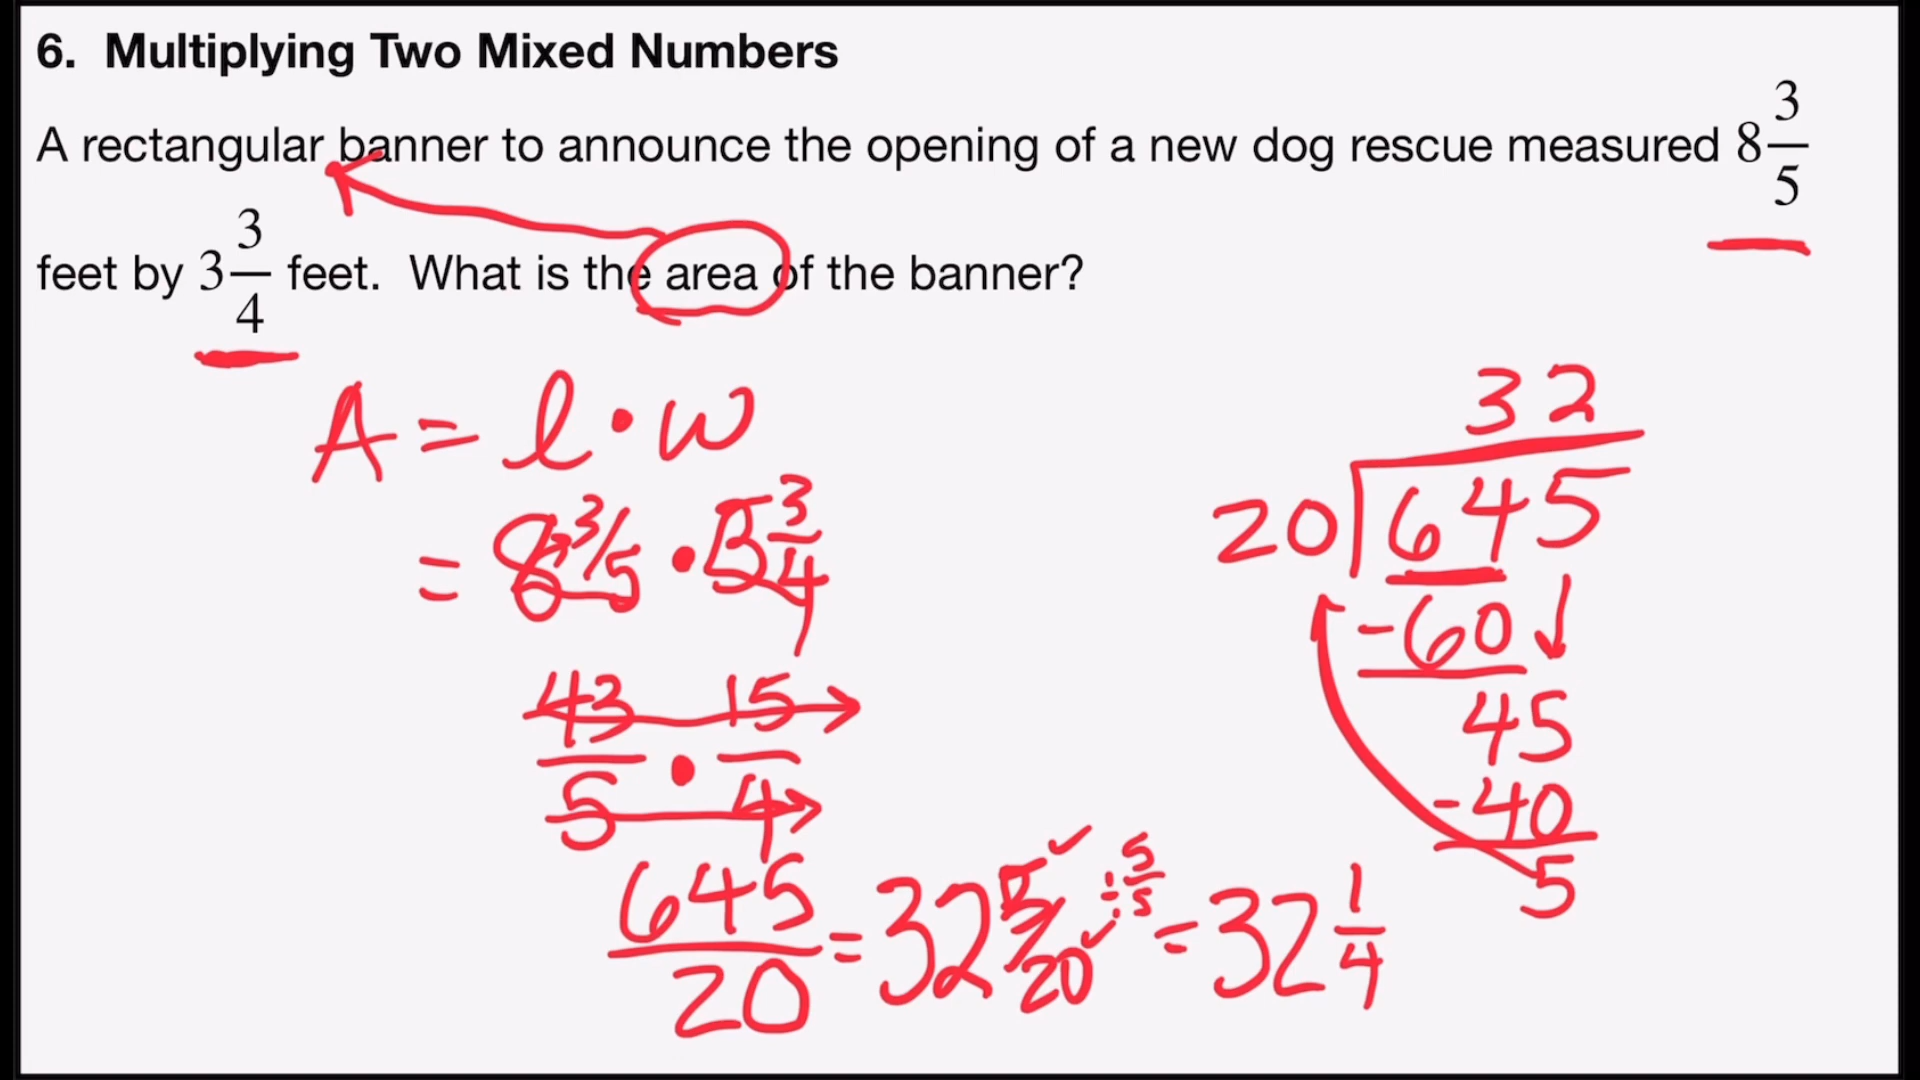 6. Multiplying Two Mixed Numbers
A rectangular banner to announce the opening of a new dog rescue measured 8 3/5
feet by 3 3/4 feet. What is the area of the banner?
A = l · w
= 8 3/5 · 3 3/4
43/5 · 15/4
645/20 = 32 5/20 ÷ 5/5 = 32 1/4
32
20 645
-60
45
-40
5